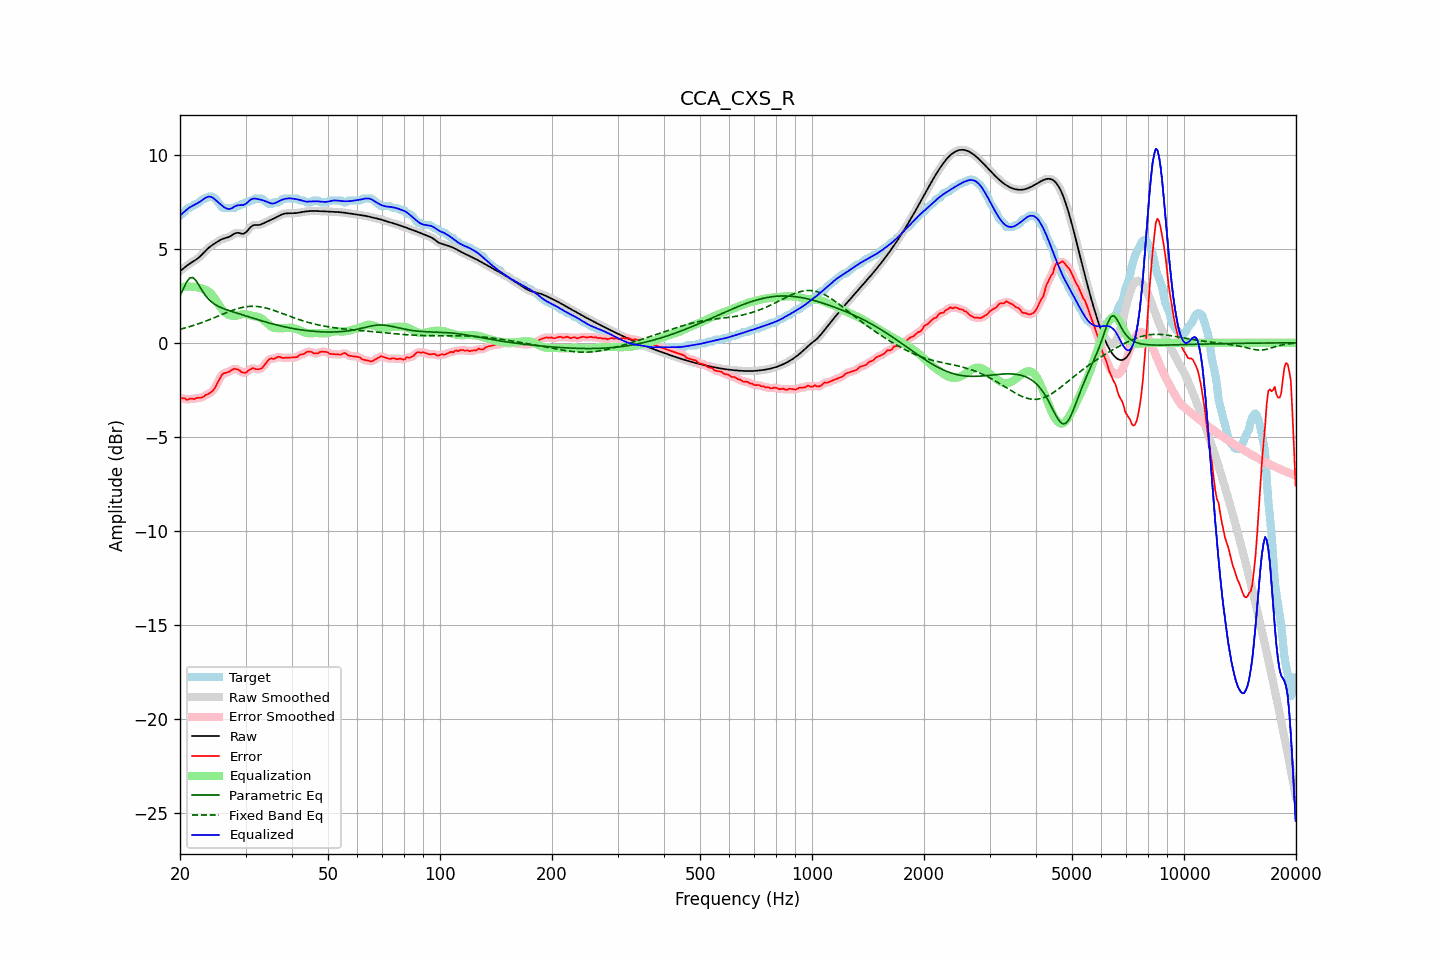 CCA_CXS_R
Amplitude (dBr)
10
5
0
−5
−10
−15
−20
−25
Target
Raw Smoothed
Error Smoothed
Raw
Error
Equalization
Parametric Eq
Fixed Band Eq
Equalized
20 50 100 200 500 1000 2000 5000 10000 20000
Frequency (Hz)